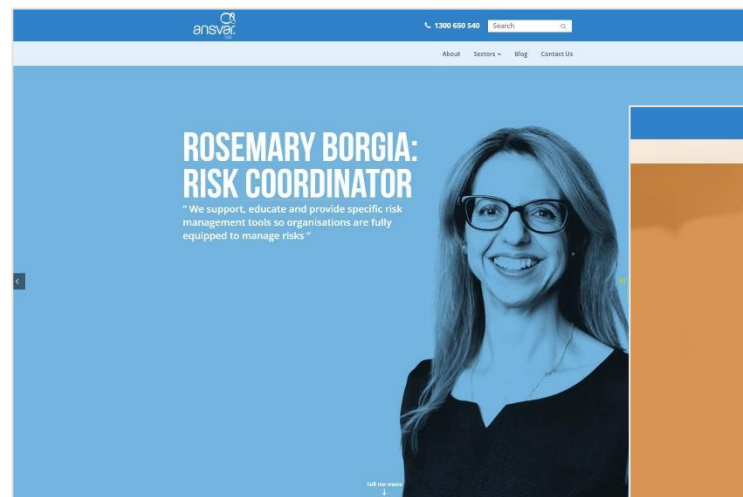 ansvar
1300 650 540
Search
About
Sectors
Blog
Contact Us
ROSEMARY BORGIA:
RISK COORDINATOR
" We support, educate and provide specific risk
management tools so organisations are fully
equipped to manage risks "
Tell me more